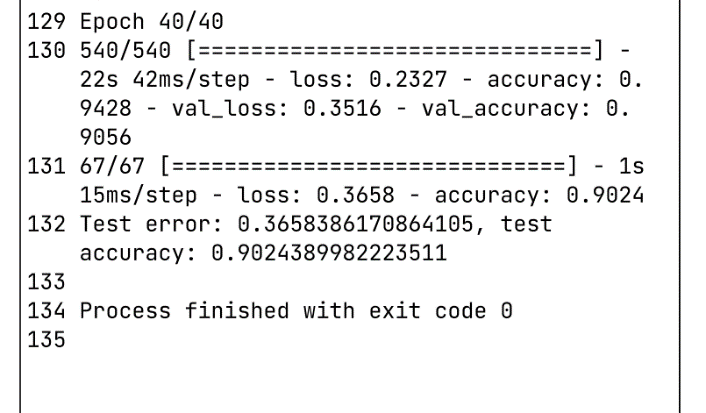 129 Epoch 40/40
130 540/540 [==============================] -
22s 42ms/step - loss: 0.2327 - accuracy: 0.
9428 - val_loss: 0.3516 - val_accuracy: 0.
9056
131 67/67 [==============================] - 1s
15ms/step - loss: 0.3658 - accuracy: 0.9024
132 Test error: 0.3658386170864105, test
accuracy: 0.9024389982223511
133
134 Process finished with exit code 0
135